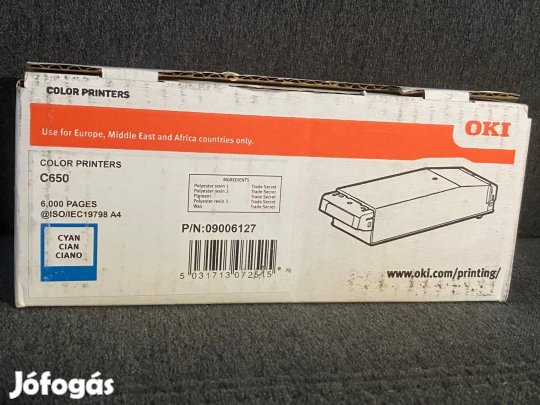 COLOR PRINTERS
Use for Europe, Middle East and Africa countries only.
OKI
COLOR PRINTERS
C650
6,000 PAGES
@ISO/IEC19798 A4
CYAN
CIAN
CIANO
INGREDIENTS
Polyester resin 1 Trade Secret
Polyester resin 2 Trade Secret
Pigment Trade Secret
Polyester resin 3 Trade Secret
Wax Trade Secret
P/N:09006127
5 031713 072515
www.oki.com/printing/
Jófogás